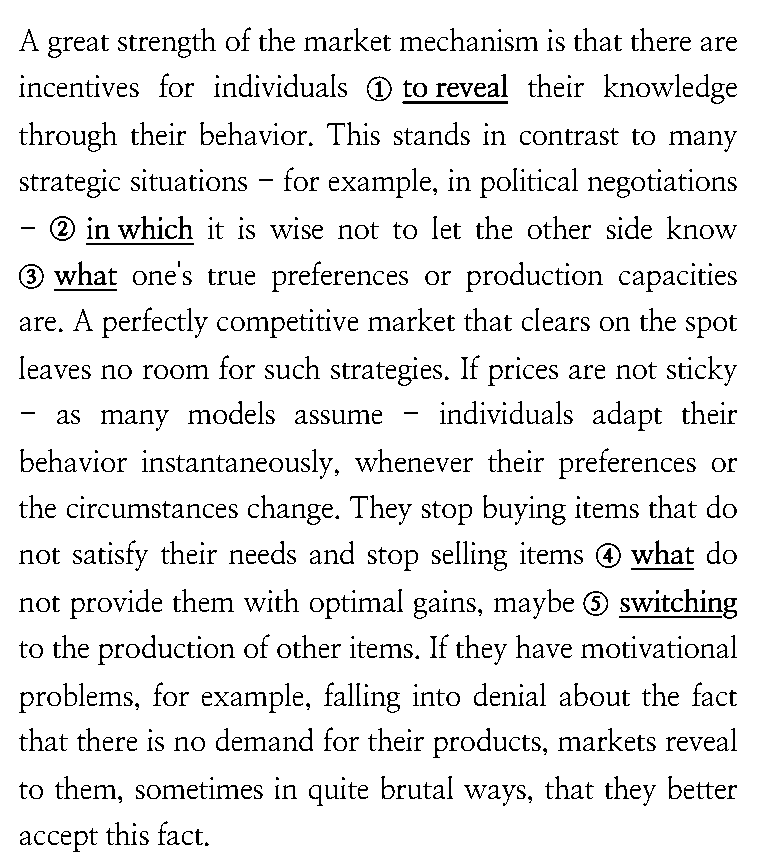 A great strength of the market mechanism is that there are
incentives for individuals ① to reveal their knowledge
through their behavior. This stands in contrast to many
strategic situations – for example, in political negotiations
– ② in which it is wise not to let the other side know
③ what one's true preferences or production capacities
are. A perfectly competitive market that clears on the spot
leaves no room for such strategies. If prices are not sticky
– as many models assume – individuals adapt their
behavior instantaneously, whenever their preferences or
the circumstances change. They stop buying items that do
not satisfy their needs and stop selling items ④ what do
not provide them with optimal gains, maybe ⑤ switching
to the production of other items. If they have motivational
problems, for example, falling into denial about the fact
that there is no demand for their products, markets reveal
to them, sometimes in quite brutal ways, that they better
accept this fact.